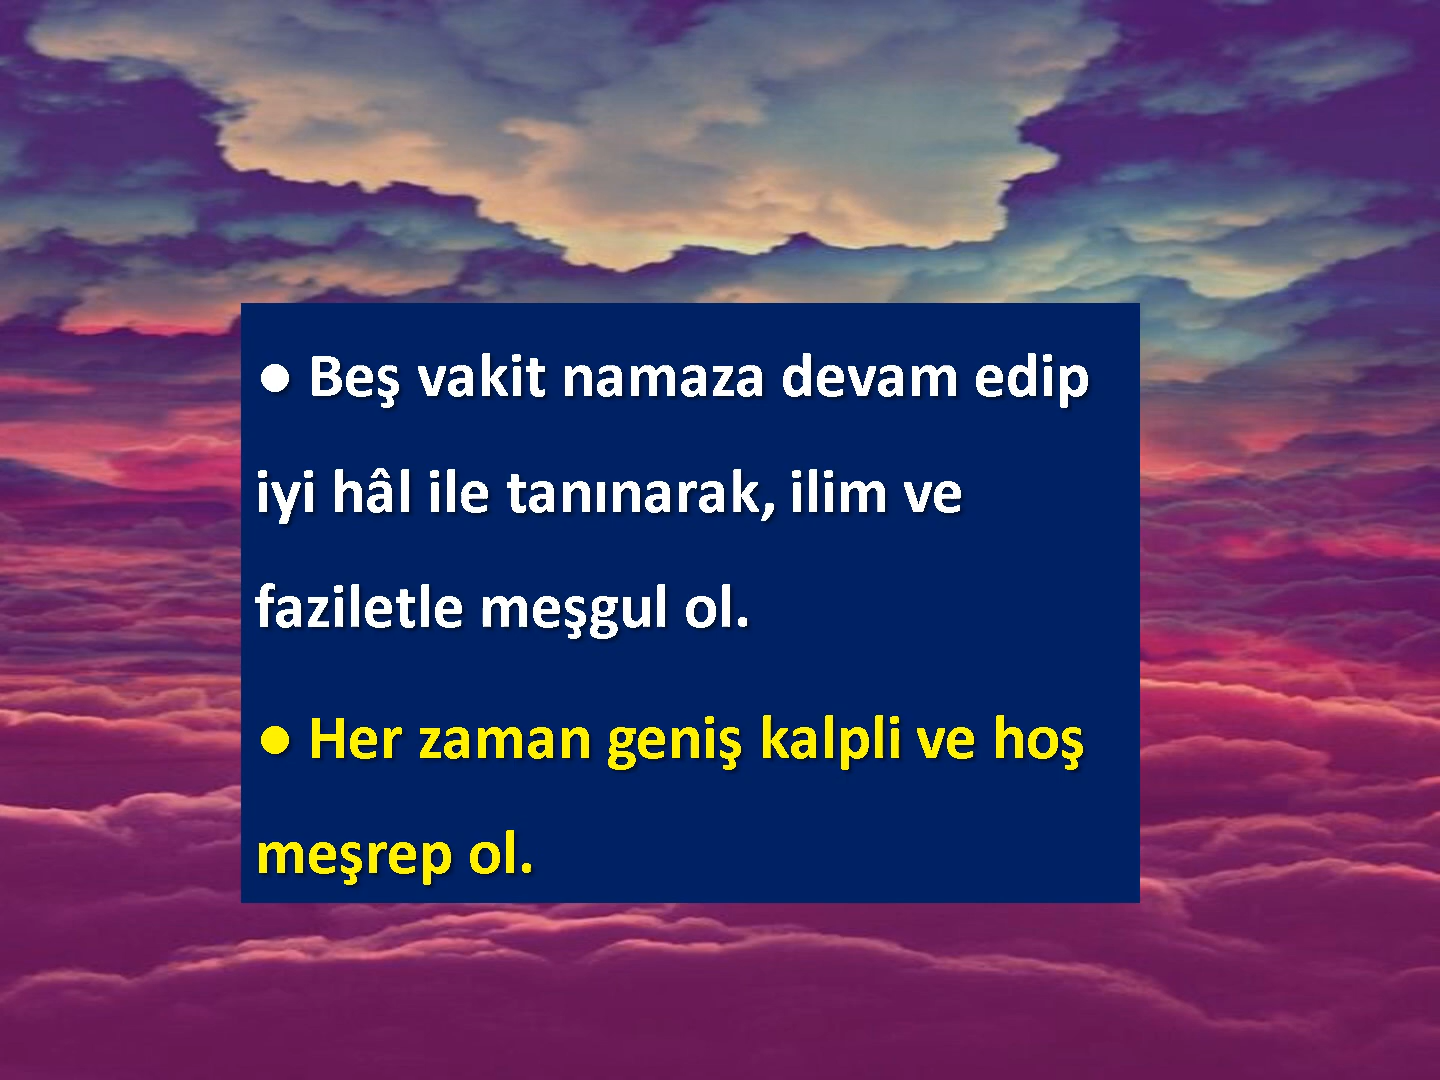 ● Beş vakit namaza devam edip
iyi hâl ile tanınarak, ilim ve
faziletle meşgul ol.
● Her zaman geniş kalpli ve hoş
meşrep ol.